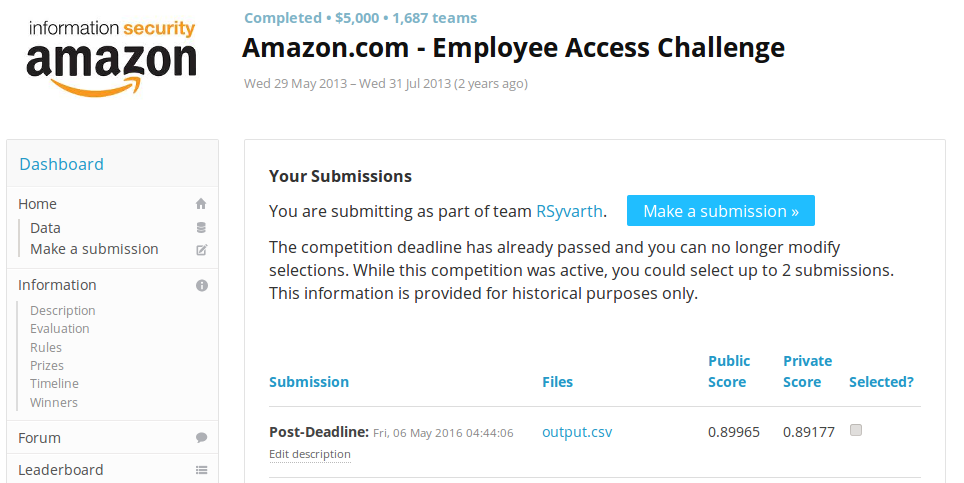 information security
amazon
Completed • $5,000 • 1,687 teams
Amazon.com - Employee Access Challenge
Wed 29 May 2013 – Wed 31 Jul 2013 (2 years ago)
Dashboard
Home
Data
Make a submission
Information
Description
Evaluation
Rules
Prizes
Timeline
Winners
Forum
Leaderboard
Your Submissions
You are submitting as part of team RSyvarth. Make a submission »
The competition deadline has already passed and you can no longer modify
selections. While this competition was active, you could select up to 2 submissions.
This information is provided for historical purposes only.
Submission Files Public Score Private Score Selected?
Post-Deadline: Fri, 06 May 2016 04:44:06 output.csv 0.89965 0.89177
Edit description